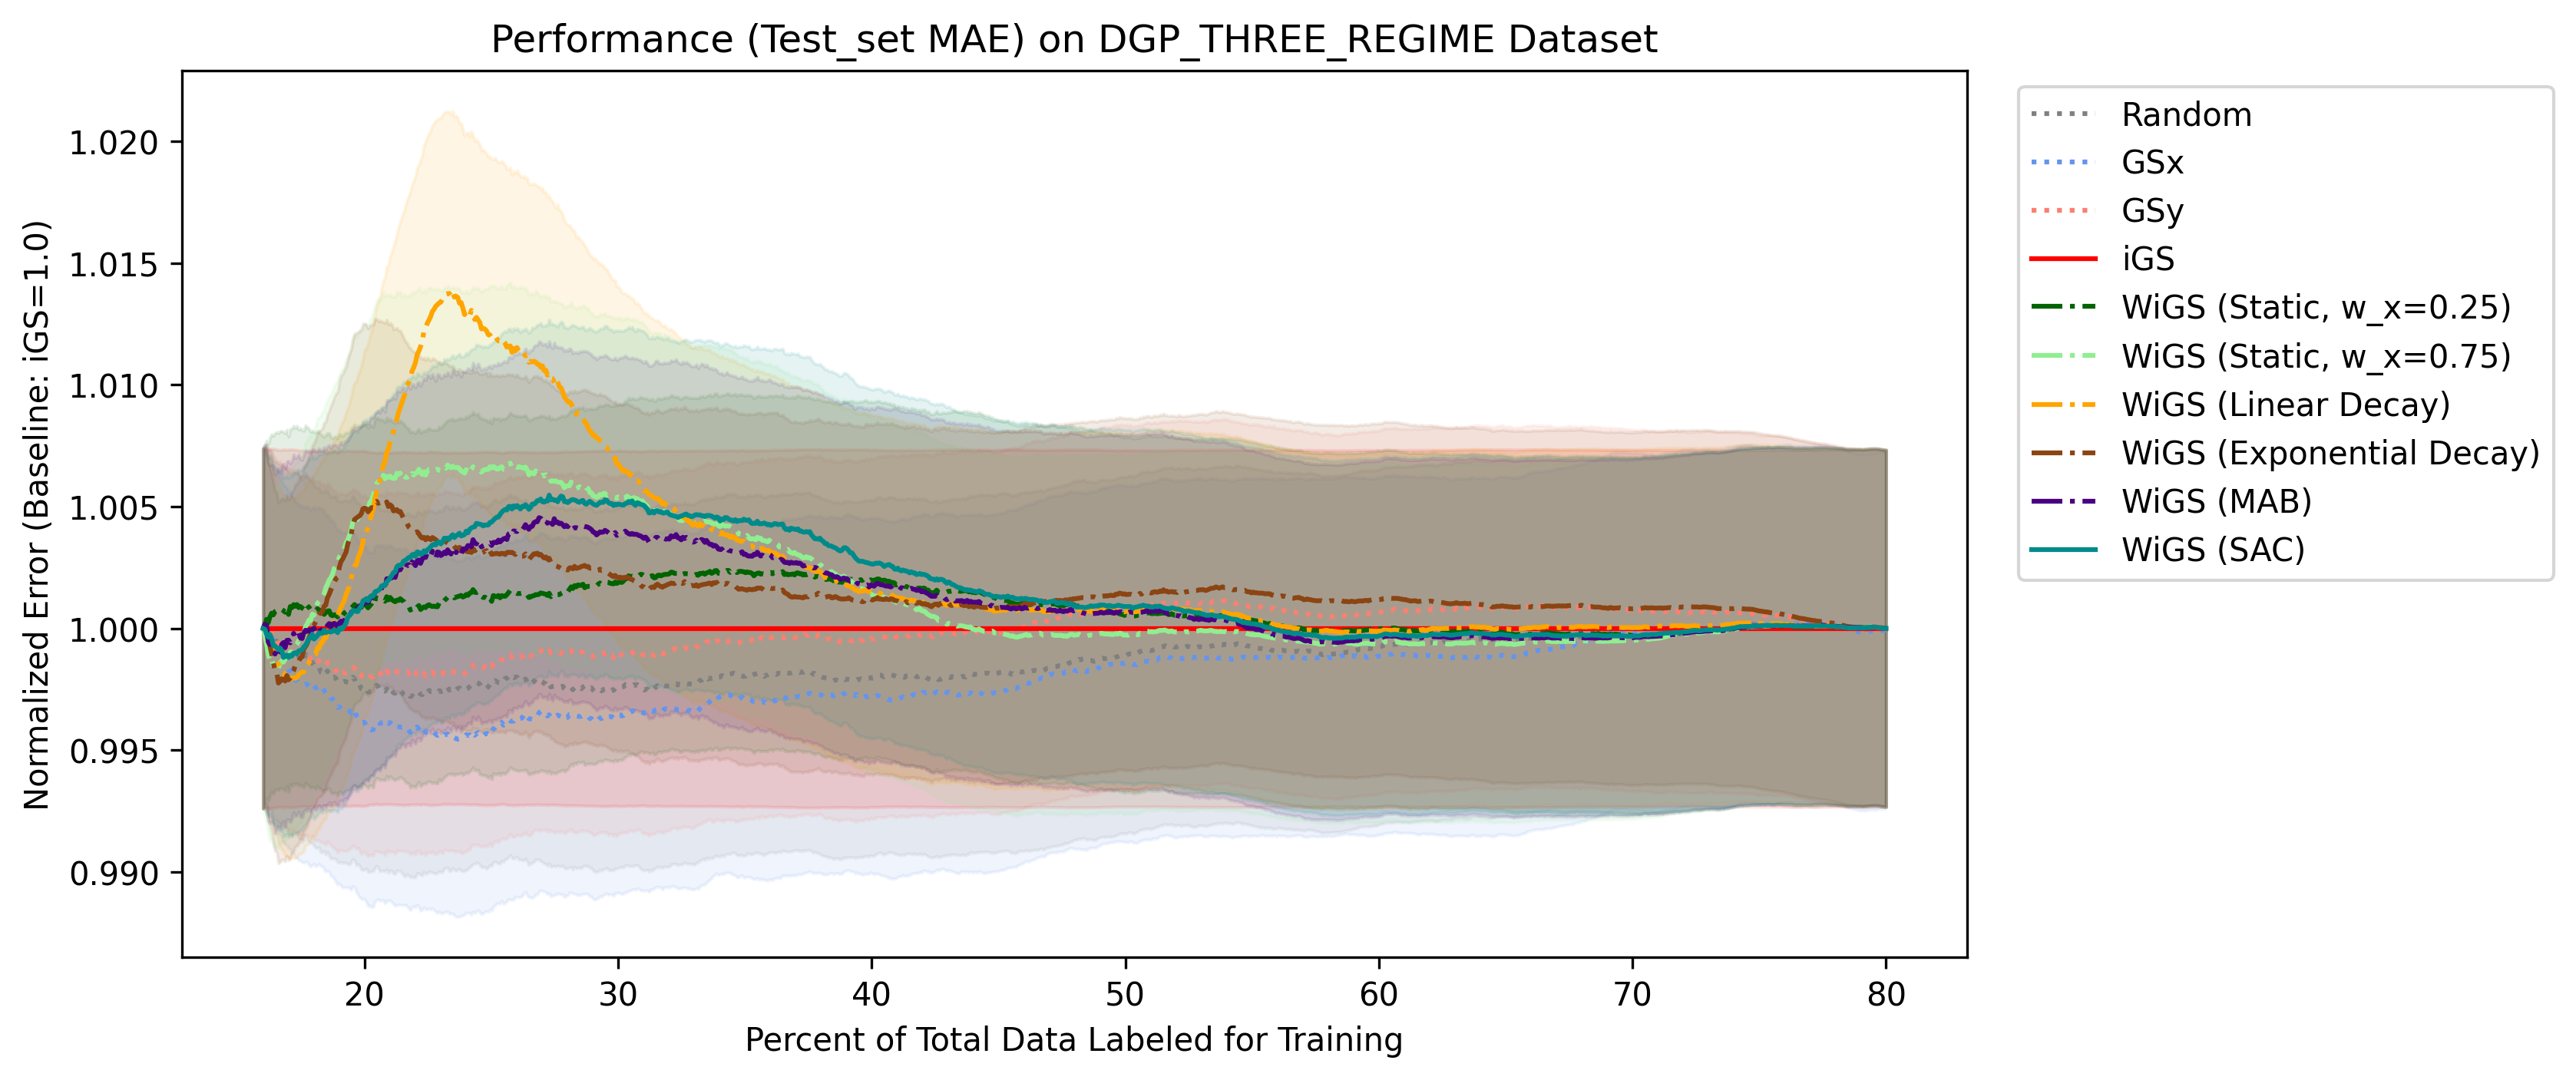 Performance (Test_set MAE) on DGP_THREE_REGIME Dataset
Normalized Error (Baseline: iGS=1.0)
1.020
1.015
1.010
1.005
1.000
0.995
0.990
20 30 40 50 60 70 80
Percent of Total Data Labeled for Training
Random
GSx
GSy
iGS
WiGS (Static, w_x=0.25)
WiGS (Static, w_x=0.75)
WiGS (Linear Decay)
WiGS (Exponential Decay)
WiGS (MAB)
WiGS (SAC)